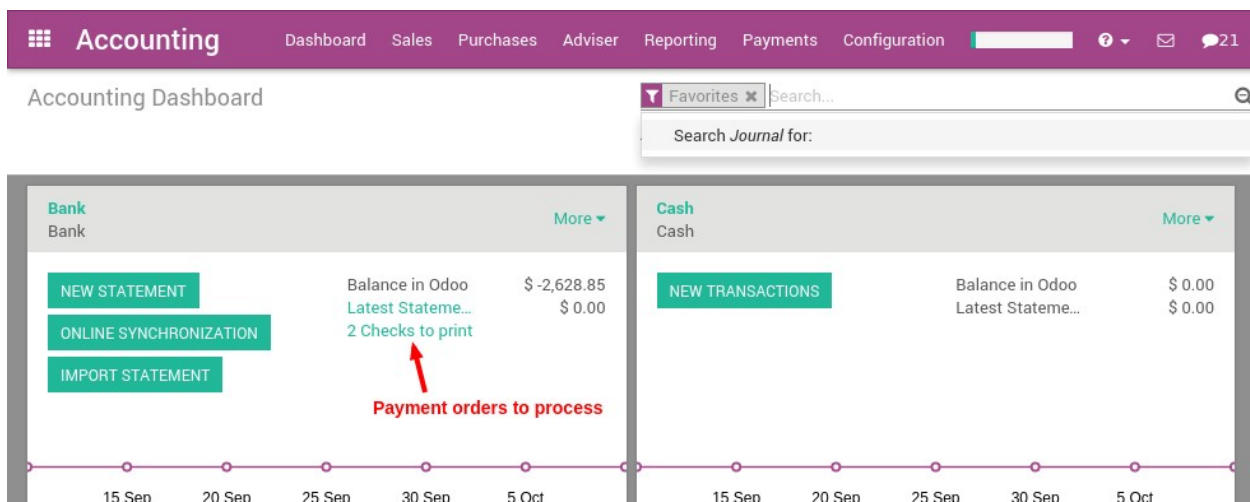 Accounting Dashboard Sales Purchases Adviser Reporting Payments Configuration 21
Accounting Dashboard
Favorites Search...
Search Journal for:
Bank
Bank
More
NEW STATEMENT
ONLINE SYNCHRONIZATION
IMPORT STATEMENT
Balance in Odoo $ -2,628.85
Latest Stateme... $ 0.00
2 Checks to print
Payment orders to process
15 Sep 20 Sep 25 Sep 30 Sep 5 Oct
Cash
Cash
More
NEW TRANSACTIONS
Balance in Odoo $ 0.00
Latest Stateme... $ 0.00
15 Sep 20 Sep 25 Sep 30 Sep 5 Oct